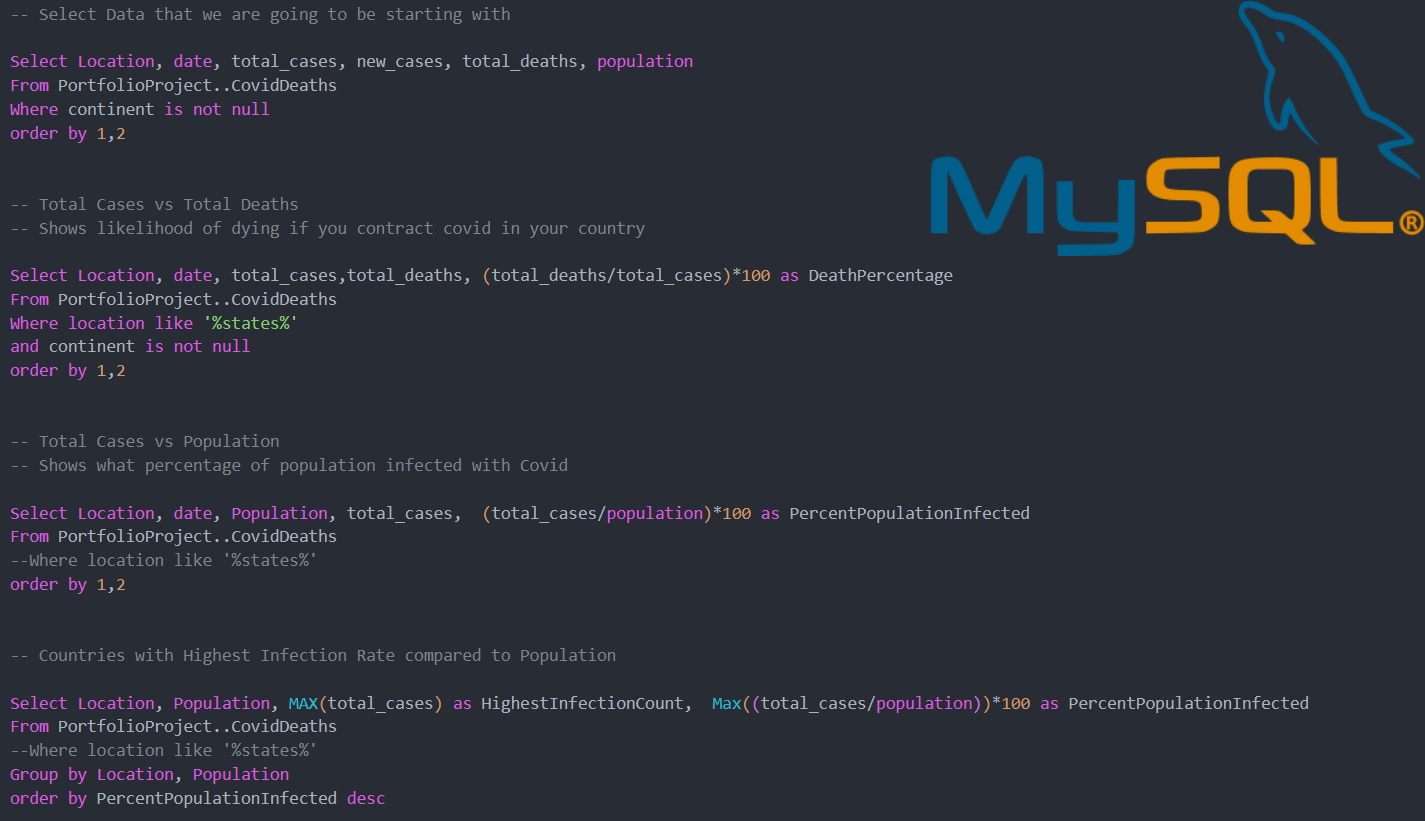 -- Select Data that we are going to be starting with
Select Location, date, total_cases, new_cases, total_deaths, population
From PortfolioProject..CovidDeaths
Where continent is not null
order by 1,2
MySQL®
-- Total Cases vs Total Deaths
-- Shows likelihood of dying if you contract covid in your country
Select Location, date, total_cases,total_deaths, (total_deaths/total_cases)*100 as DeathPercentage
From PortfolioProject..CovidDeaths
Where location like '%states%'
and continent is not null
order by 1,2
-- Total Cases vs Population
-- Shows what percentage of population infected with Covid
Select Location, date, Population, total_cases,  (total_cases/population)*100 as PercentPopulationInfected
From PortfolioProject..CovidDeaths
--Where location like '%states%'
order by 1,2
-- Countries with Highest Infection Rate compared to Population
Select Location, Population, MAX(total_cases) as HighestInfectionCount,  Max((total_cases/population))*100 as PercentPopulationInfected
From PortfolioProject..CovidDeaths
--Where location like '%states%'
Group by Location, Population
order by PercentPopulationInfected desc